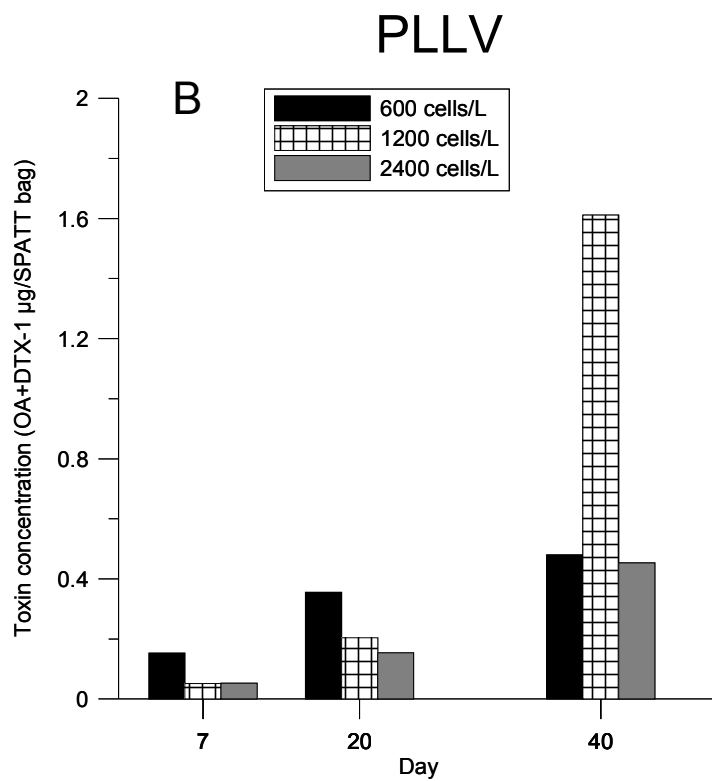 PLLV
B
600 cells/L
1200 cells/L
2400 cells/L
Toxin concentration (OA+DTX-1 µg/SPATT bag)
2
1.6
1.2
0.8
0.4
0
7 20 40
Day